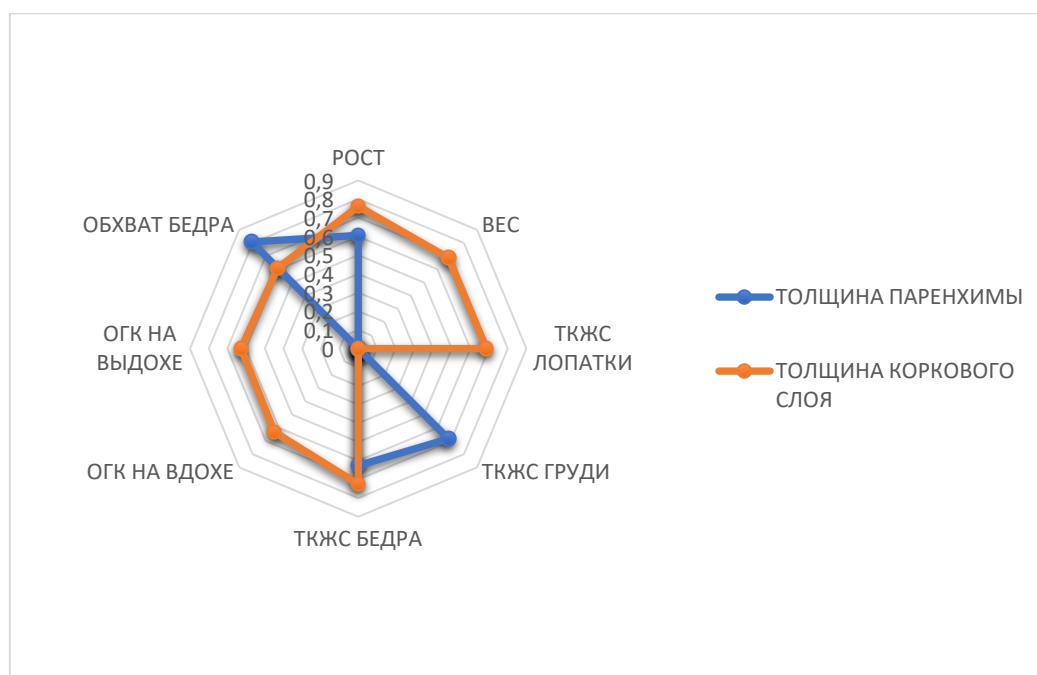 РОСТ
ВЕС
ТКЖС
ЛОПАТКИ
ТКЖС ГРУДИ
ТКЖС БЕДРА
ОГК НА ВДОХЕ
ОГК НА
ВЫДОХЕ
ОБХВАТ БЕДРА
0,9
0,8
0,7
0,6
0,5
0,4
0,3
0,2
0,1
0
ТОЛЩИНА ПАРЕНХИМЫ
ТОЛЩИНА КОРКОВОГО
СЛОЯ